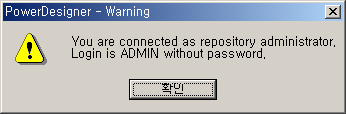 PowerDesigner - Warning
You are connected as repository administrator,
Login is ADMIN without password,
확인